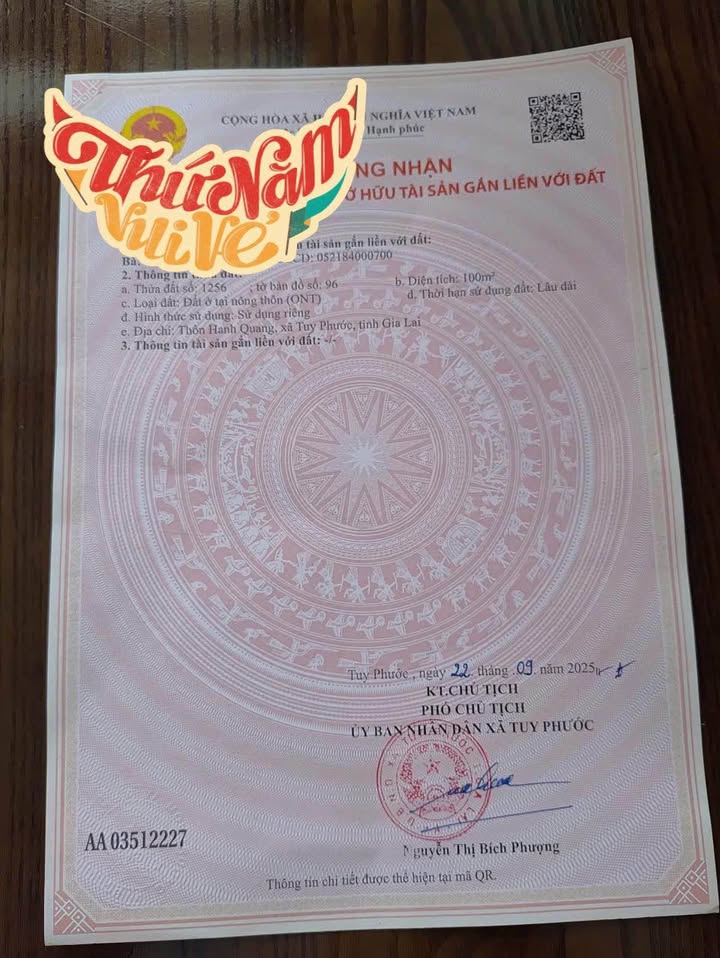 CỘNG HÒA XÃ H NGHĨA VIỆT NAM
Hạnh phúc
Thứ Năm
Vui Vẻ
NG NHẬN
Ở HỮU TÀI SẢN GẮN LIỀN VỚI ĐẤT
tài sản gắn liền với đất:
Bà CD: 052184000700
2. Thông tin
a. Thửa đất số: 1256 ; tờ bản đồ số: 96 b. Diện tích: 100m²
c. Loại đất: Đất ở tại nông thôn (ONT) d. Thời hạn sử dụng đất: Lâu dài
đ. Hình thức sử dụng: Sử dụng riêng
e. Địa chỉ: Thôn Hanh Quang, xã Tuy Phước, tỉnh Gia Lai
3. Thông tin tài sản gắn liền với đất: -/-
Tuy Phước , ngày 22 tháng 09 năm 2025
KT.CHỦ TỊCH
PHÓ CHỦ TỊCH
ỦY BAN NHÂN DÂN XÃ TUY PHƯỚC
Nguyễn Thị Bích Phượng
AA 03512227
Thông tin chi tiết được thể hiện tại mã QR.